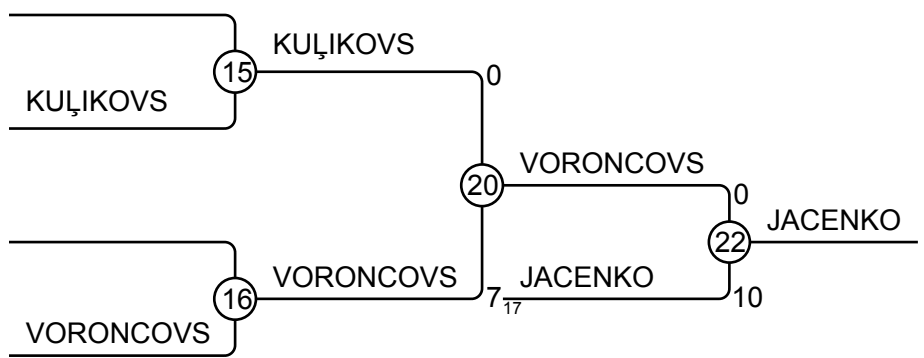 KUĻIKOVS
15
KUĻIKOVS
0
20
VORONCOVS
0
JACENKO
22
16
VORONCOVS
7
17
JACENKO
10
VORONCOVS